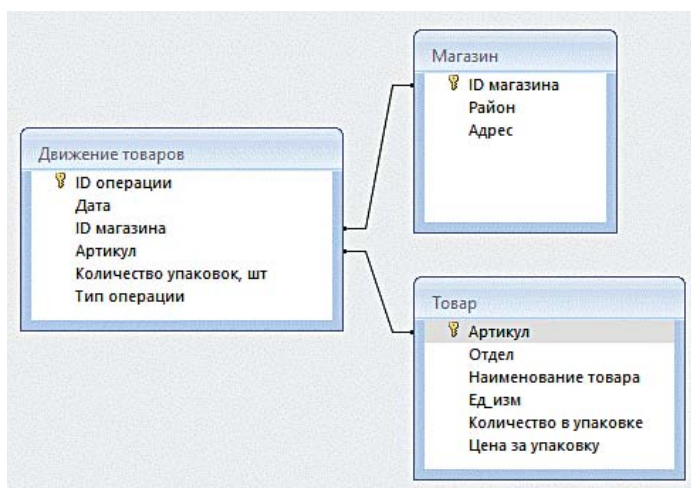 Магазин
ID магазина
Район
Адрес
Движение товаров
ID операции
Дата
ID магазина
Артикул
Количество упаковок, шт
Тип операции
Товар
Артикул
Отдел
Наименование товара
Ед_изм
Количество в упаковке
Цена за упаковку